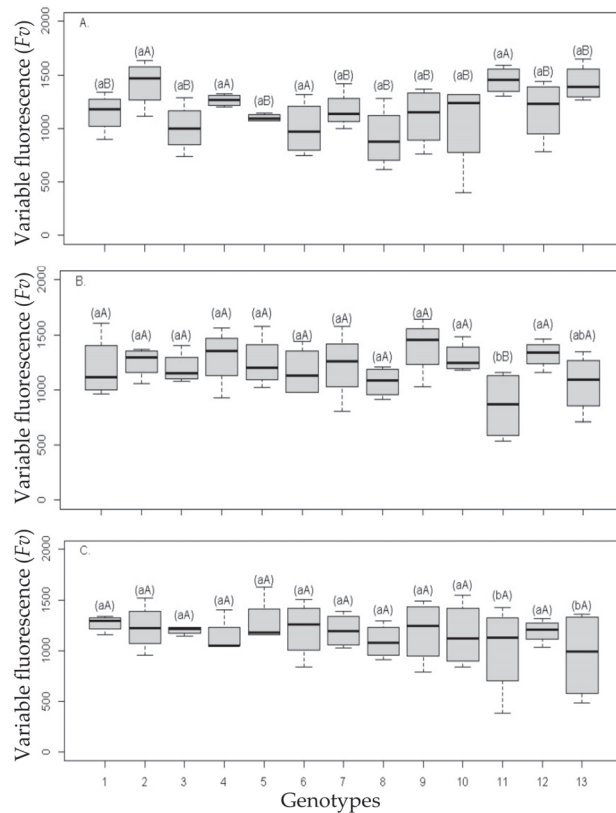 Variable fluorescence (Fv)
2000
1500
1000
500
0
A.
(aB) (aA) (aB) (aA) (aB) (aA) (aB) (aB) (aB) (aB) (aA) (aB) (aB)
Variable fluorescence (Fv)
2000
1500
1000
500
0
B.
(aA) (aA) (aA) (aA) (aA) (aA) (aA) (aA) (aA) (aA) (bB) (aA) (abA)
Variable fluorescence (Fv)
2000
1500
1000
500
0
C.
(aA) (aA) (aA) (aA) (aA) (aA) (aA) (aA) (aA) (aA) (bA) (aA) (bA)
1 2 3 4 5 6 7 8 9 10 11 12 13
Genotypes